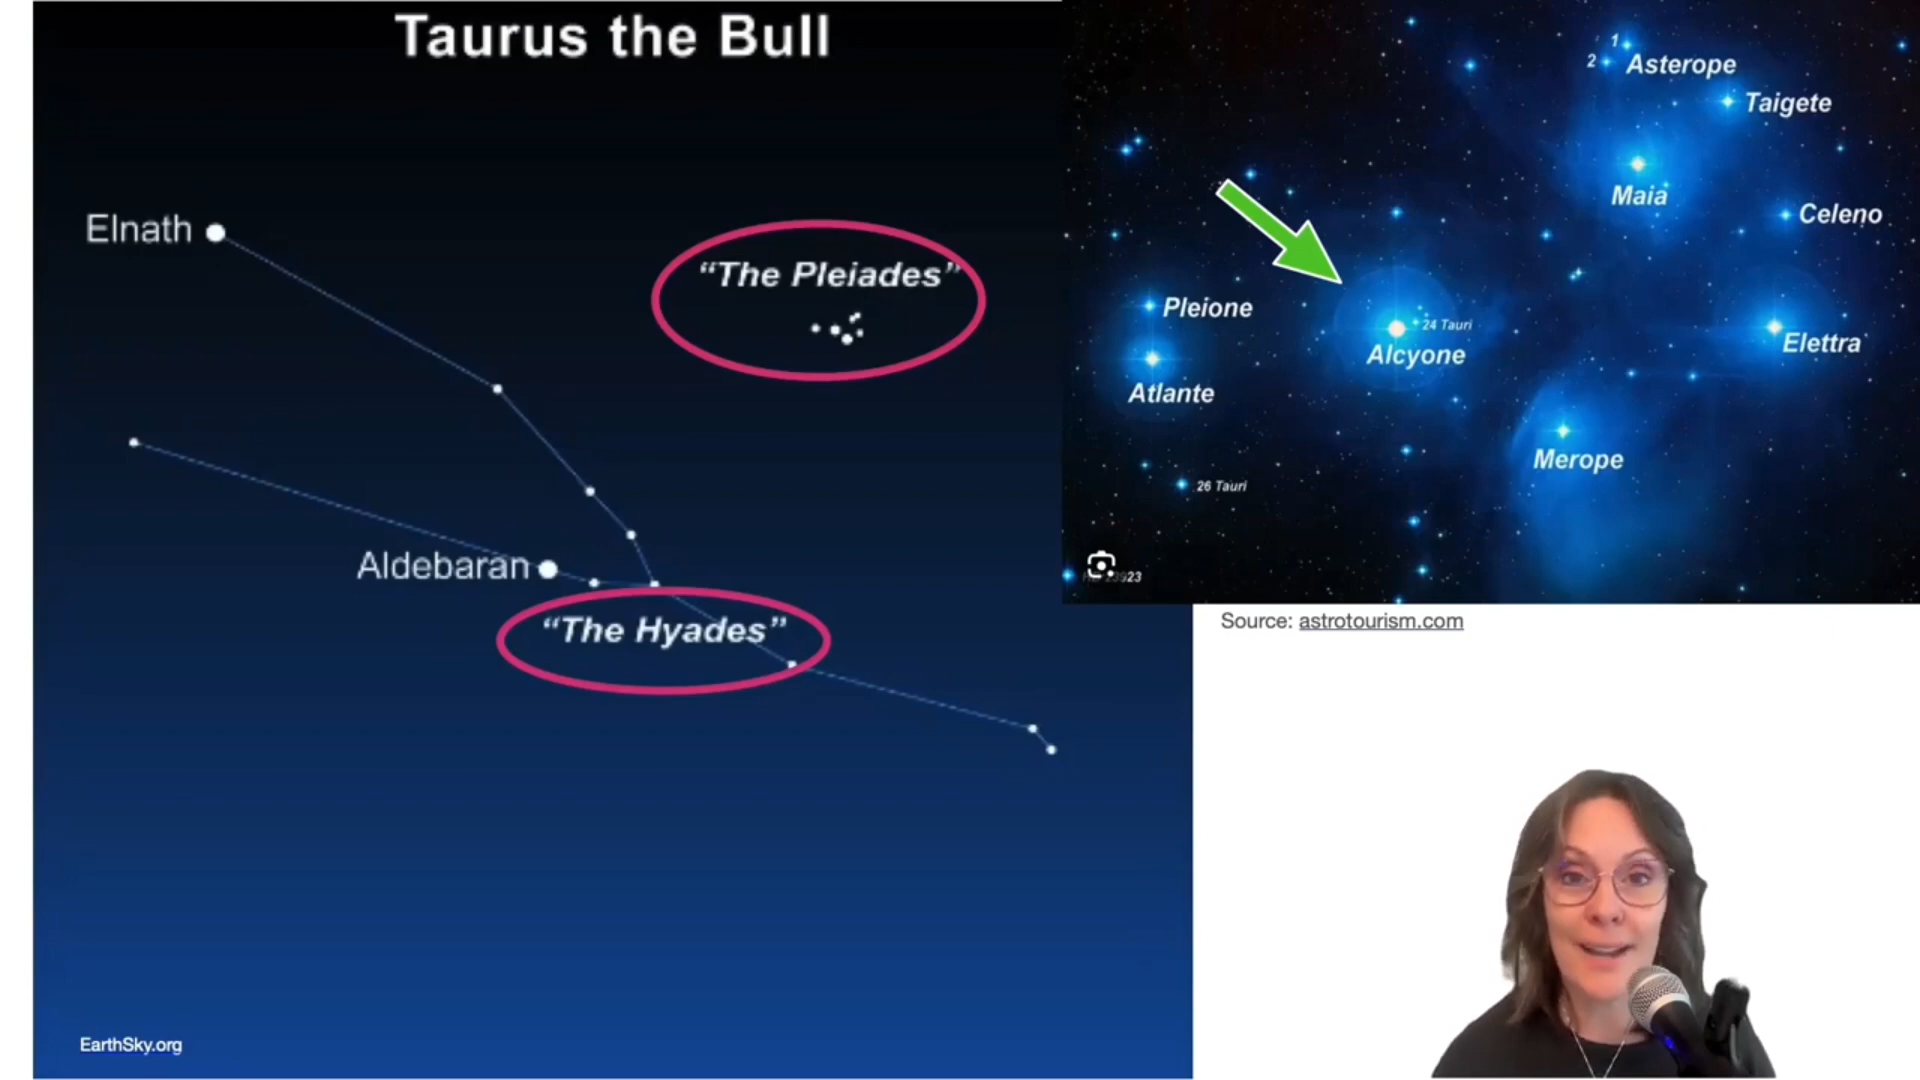 Taurus the Bull
Elnath
“The Pleiades”
Aldebaran
“The Hyades”
EarthSky.org
1
2
Asterope
Taigete
Maia
Celeno
Pleione
24 Tauri
Alcyone
Elettra
Atlante
Merope
26 Tauri
Source: astrotourism.com